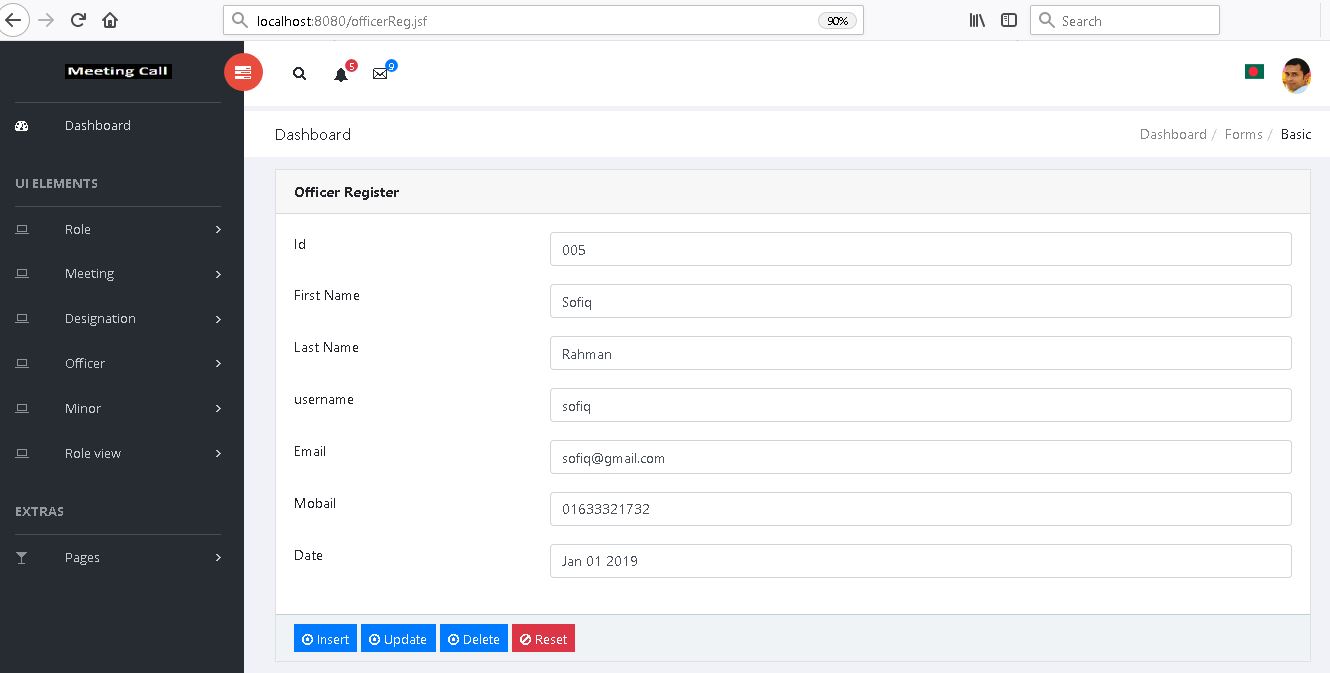 localhost:8080/officerReg.jsf
90%
Search
Meeting Call
5
9
Dashboard
Dashboard
Dashboard / Forms / Basic
UI ELEMENTS
Role
Meeting
Designation
Officer
Minor
Role view
EXTRAS
Pages
Officer Register
Id 005
First Name Sofiq
Last Name Rahman
username sofiq
Email sofiq@gmail.com
Mobail 01633321732
Date Jan 01 2019
Insert Update Delete Reset